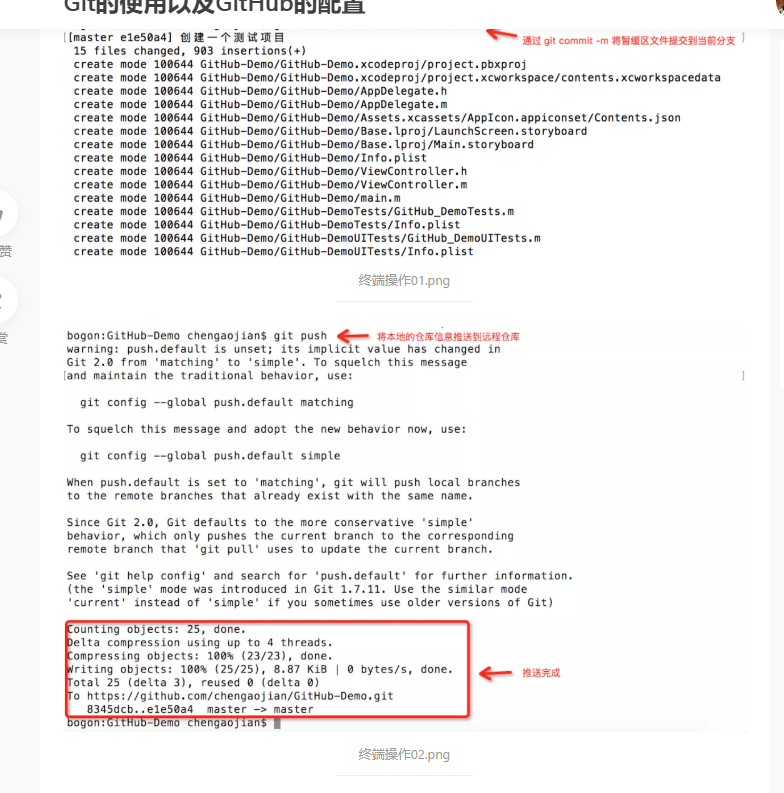 Git的使用以及GitHub的配置
[[master e1e50a4] 创建一个测试项目
通过 git commit -m 将暂缓区文件提交到当前分支 ]
15 files changed, 903 insertions(+)
create mode 100644 GitHub-Demo/GitHub-Demo.xcodeproj/project.pbxproj
create mode 100644 GitHub-Demo/GitHub-Demo.xcodeproj/project.xcworkspace/contents.xcworkspacedata
create mode 100644 GitHub-Demo/GitHub-Demo/AppDelegate.h
create mode 100644 GitHub-Demo/GitHub-Demo/AppDelegate.m
create mode 100644 GitHub-Demo/GitHub-Demo/Assets.xcassets/AppIcon.appiconset/Contents.json
create mode 100644 GitHub-Demo/GitHub-Demo/Base.lproj/LaunchScreen.storyboard
create mode 100644 GitHub-Demo/GitHub-Demo/Base.lproj/Main.storyboard
create mode 100644 GitHub-Demo/GitHub-Demo/Info.plist
create mode 100644 GitHub-Demo/GitHub-Demo/ViewController.h
create mode 100644 GitHub-Demo/GitHub-Demo/ViewController.m
create mode 100644 GitHub-Demo/GitHub-Demo/main.m
create mode 100644 GitHub-Demo/GitHub-DemoTests/GitHub_DemoTests.m
create mode 100644 GitHub-Demo/GitHub-DemoTests/Info.plist
create mode 100644 GitHub-Demo/GitHub-DemoUITests/GitHub_DemoUITests.m
create mode 100644 GitHub-Demo/GitHub-DemoUITests/Info.plist
赞
终端操作01.png
赏
bogon:GitHub-Demo chengaojian$ git push
将本地的仓库信息推送到远程仓库
warning: push.default is unset; its implicit value has changed in
Git 2.0 from 'matching' to 'simple'. To squelch this message
[and maintain the traditional behavior, use: ]
git config --global push.default matching
To squelch this message and adopt the new behavior now, use:
git config --global push.default simple
When push.default is set to 'matching', git will push local branches
to the remote branches that already exist with the same name.
Since Git 2.0, Git defaults to the more conservative 'simple'
behavior, which only pushes the current branch to the corresponding
remote branch that 'git pull' uses to update the current branch.
See 'git help config' and search for 'push.default' for further information.
(the 'simple' mode was introduced in Git 1.7.11. Use the similar mode
'current' instead of 'simple' if you sometimes use older versions of Git)
Counting objects: 25, done.
Delta compression using up to 4 threads.
Compressing objects: 100% (23/23), done.
Writing objects: 100% (25/25), 8.87 KiB | 0 bytes/s, done.
推送完成
Total 25 (delta 3), reused 0 (delta 0)
To https://github.com/chengaojian/GitHub-Demo.git
8345dcb..e1e50a4 master -> master
bogon:GitHub-Demo chengaojian$
终端操作02.png